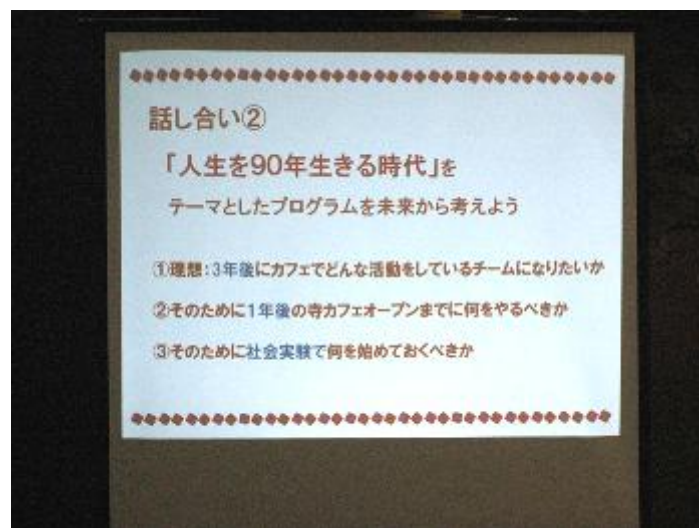 話し合い②
「人生を90年生きる時代」を
テーマとしたプログラムを未来から考えよう
①理想：3年後にカフェでどんな活動をしているチームになりたいか
②そのために1年後の寺カフェオープンまでに何をやるべきか
③そのために社会実験で何を始めておくべきか